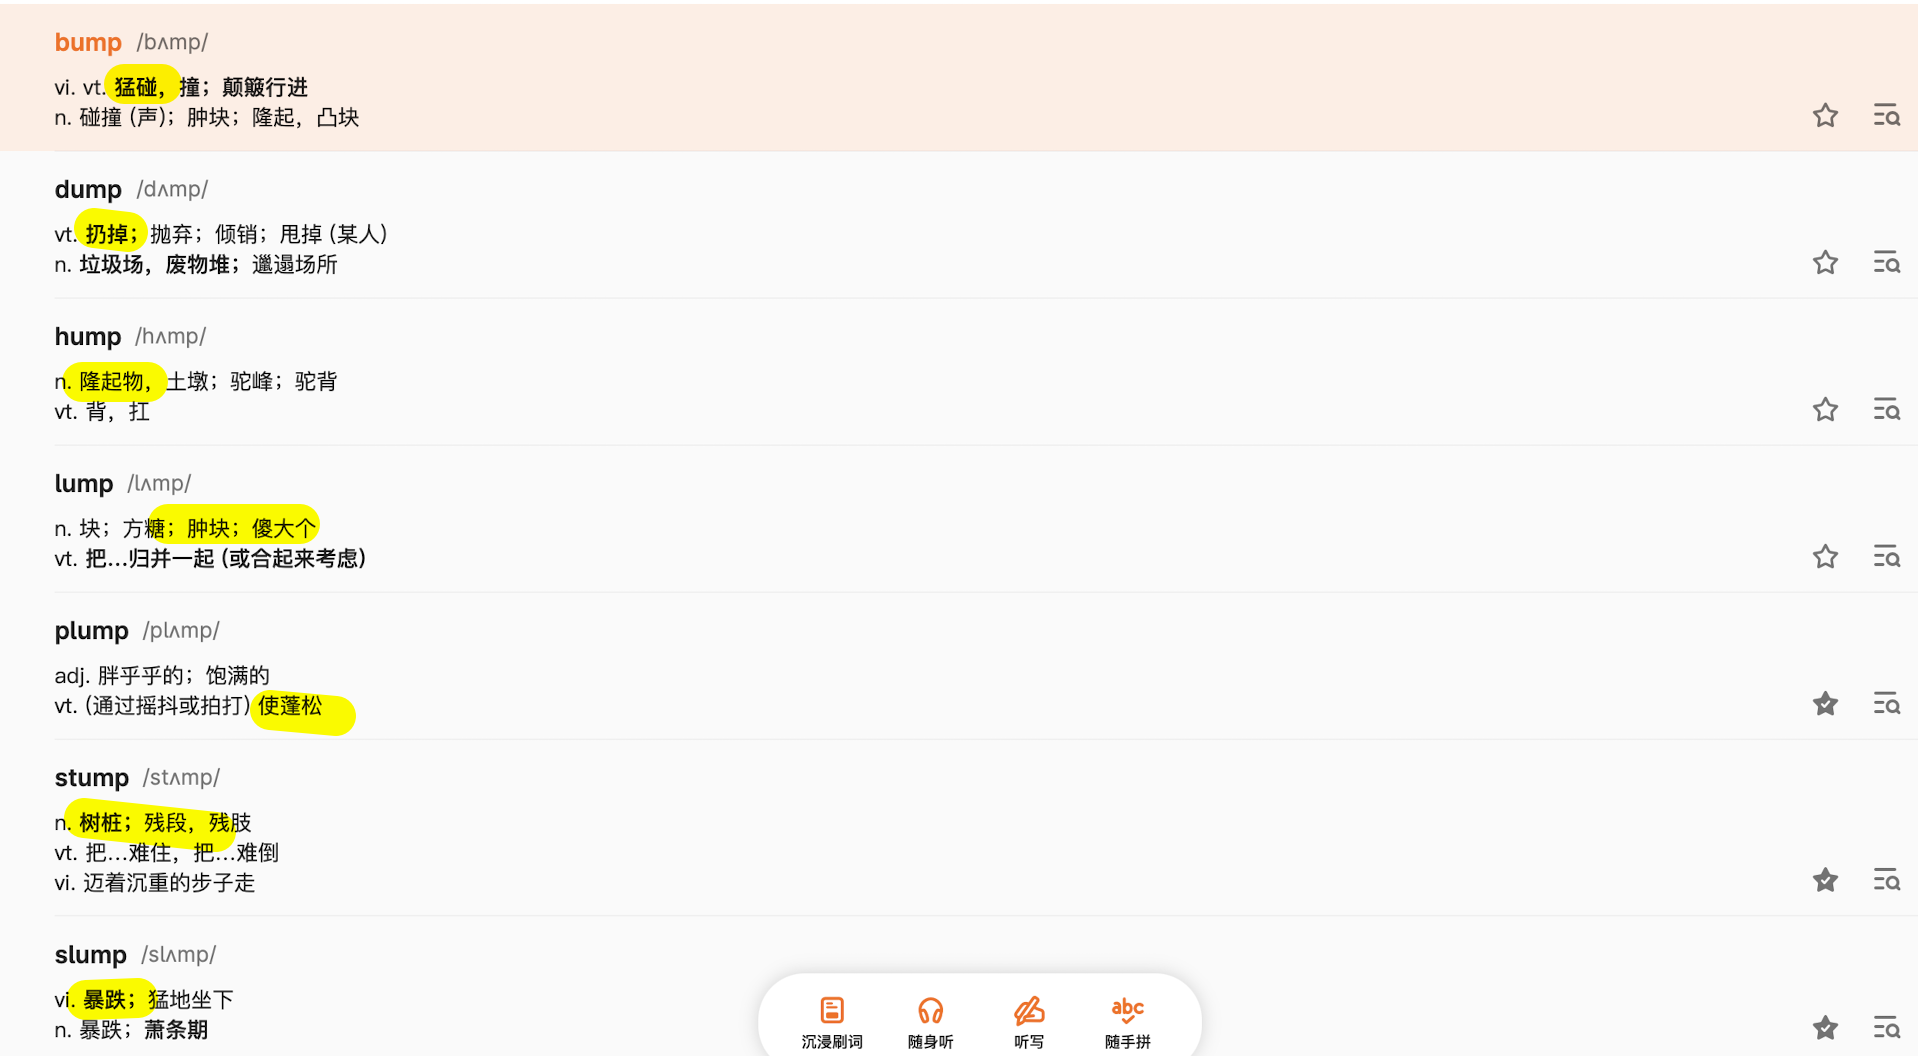 bump /bʌmp/
vi. vt. 猛碰，撞；颠簸行进
n. 碰撞 (声)；肿块；隆起，凸块
dump /dʌmp/
vt. 扔掉；抛弃；倾销；甩掉 (某人)
n. 垃圾场，废物堆；邋遢场所
hump /hʌmp/
n. 隆起物，土墩；驼峰；驼背
vt. 背，扛
lump /lʌmp/
n. 块；方糖；肿块；傻大个
vt. 把…归并一起 (或合起来考虑)
plump /plʌmp/
adj. 胖乎乎的；饱满的
vt. (通过摇抖或拍打) 使蓬松
stump /stʌmp/
n. 树桩；残段，残肢
vt. 把…难住，把…难倒
vi. 迈着沉重的步子走
slump /slʌmp/
vi. 暴跌；猛地坐下
n. 暴跌；萧条期
abc
沉浸刷词 随身听 听写 随手拼